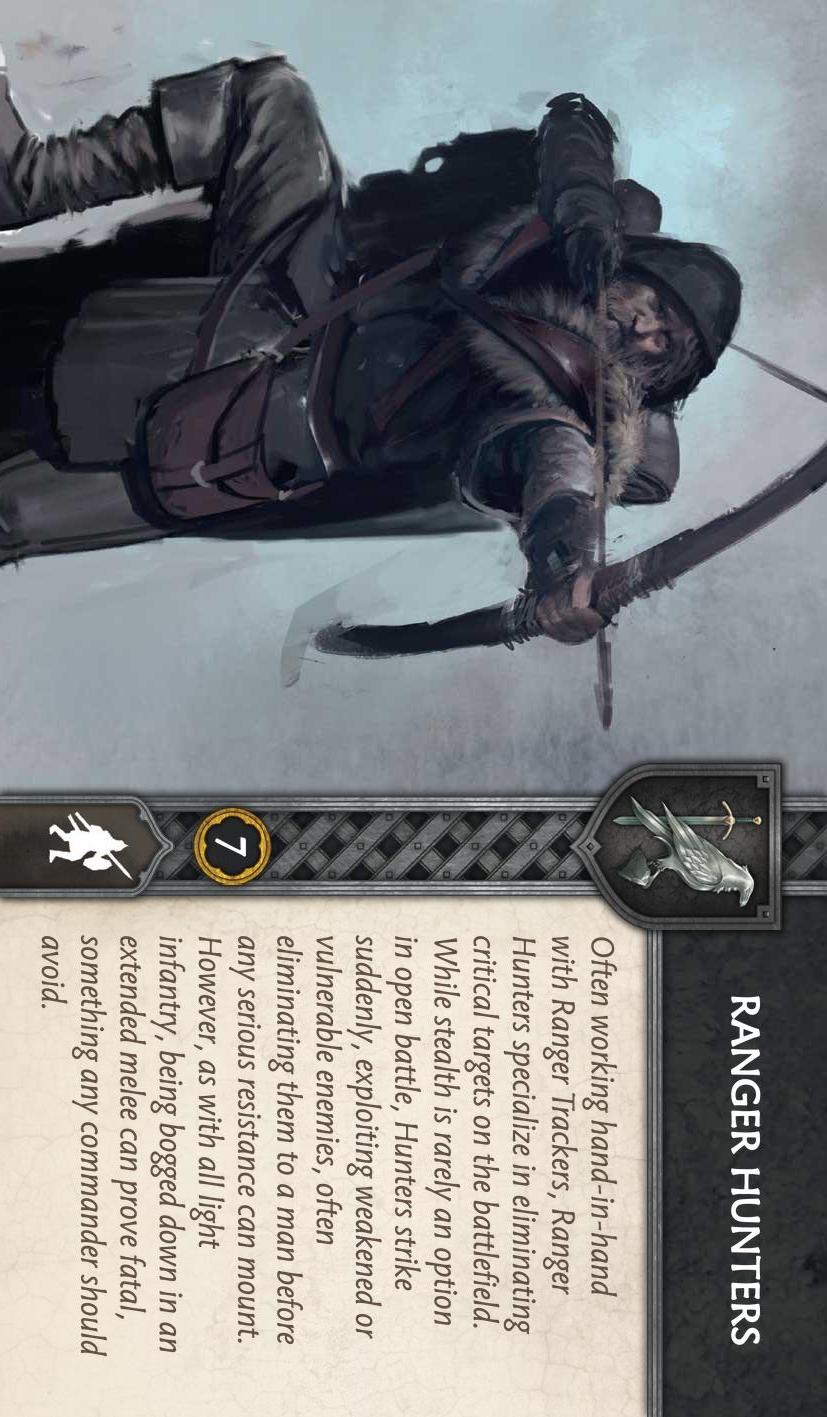 RANGER HUNTERS
7
Often working hand-in-hand
with Ranger Trackers, Ranger
Hunters specialize in eliminating
critical targets on the battlefield.
While stealth is rarely an option
in open battle, Hunters strike
suddenly, exploiting weakened or
vulnerable enemies, often
eliminating them to a man before
any serious resistance can mount.
However, as with all light
infantry, being bogged down in an
extended melee can prove fatal,
something any commander should
avoid.